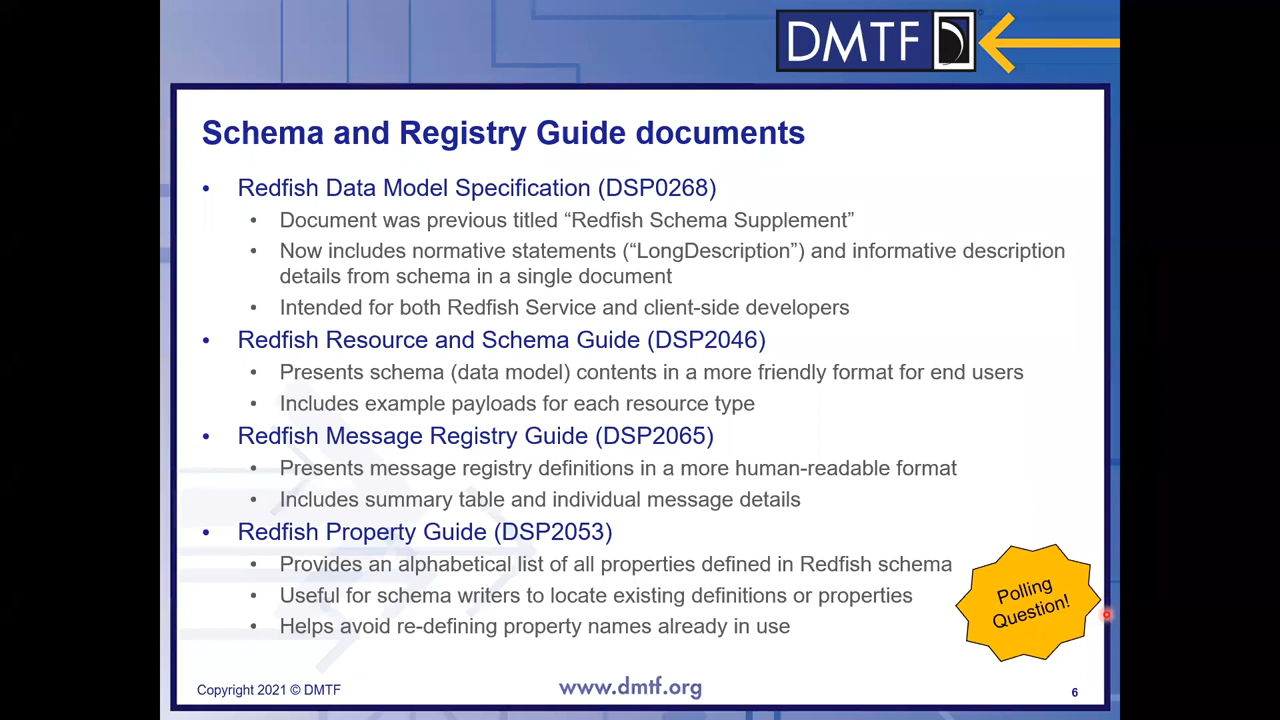 DMTF
Schema and Registry Guide documents
• Redfish Data Model Specification (DSP0268)
• Document was previous titled “Redfish Schema Supplement”
• Now includes normative statements (“LongDescription”) and informative description
details from schema in a single document
• Intended for both Redfish Service and client-side developers
• Redfish Resource and Schema Guide (DSP2046)
• Presents schema (data model) contents in a more friendly format for end users
• Includes example payloads for each resource type
• Redfish Message Registry Guide (DSP2065)
• Presents message registry definitions in a more human-readable format
• Includes summary table and individual message details
• Redfish Property Guide (DSP2053)
• Provides an alphabetical list of all properties defined in Redfish schema
• Useful for schema writers to locate existing definitions or properties
• Helps avoid re-defining property names already in use
Polling
Question!
Copyright 2021 © DMTF
www.dmtf.org
6